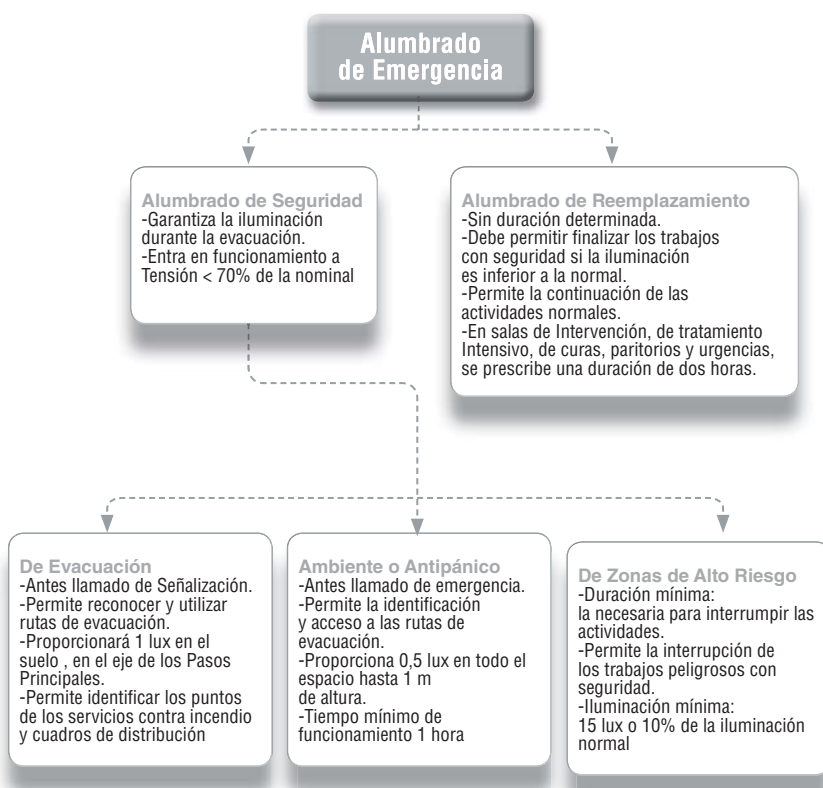 Alumbrado
de Emergencia
Alumbrado de Seguridad
-Garantiza la iluminación
durante la evacuación.
-Entra en funcionamiento a
Tensión < 70% de la nominal
Alumbrado de Reemplazamiento
-Sin duración determinada.
-Debe permitir finalizar los trabajos
con seguridad si la iluminación
es inferior a la normal.
-Permite la continuación de las
actividades normales.
-En salas de Intervención, de tratamiento
Intensivo, de curas, paritorios y urgencias,
se prescribe una duración de dos horas.
De Evacuación
-Antes llamado de Señalización.
-Permite reconocer y utilizar
rutas de evacuación.
-Proporcionará 1 lux en el
suelo , en el eje de los Pasos
Principales.
-Permite identificar los puntos
de los servicios contra incendio
y cuadros de distribución
Ambiente o Antipánico
-Antes llamado de emergencia.
-Permite la identificación
y acceso a las rutas de
evacuación.
-Proporciona 0,5 lux en todo el
espacio hasta 1 m
de altura.
-Tiempo mínimo de
funcionamiento 1 hora
De Zonas de Alto Riesgo
-Duración mínima:
la necesaria para interrumpir las
actividades.
-Permite la interrupción de
los trabajos peligrosos con
seguridad.
-Iluminación mínima:
15 lux o 10% de la iluminación
normal